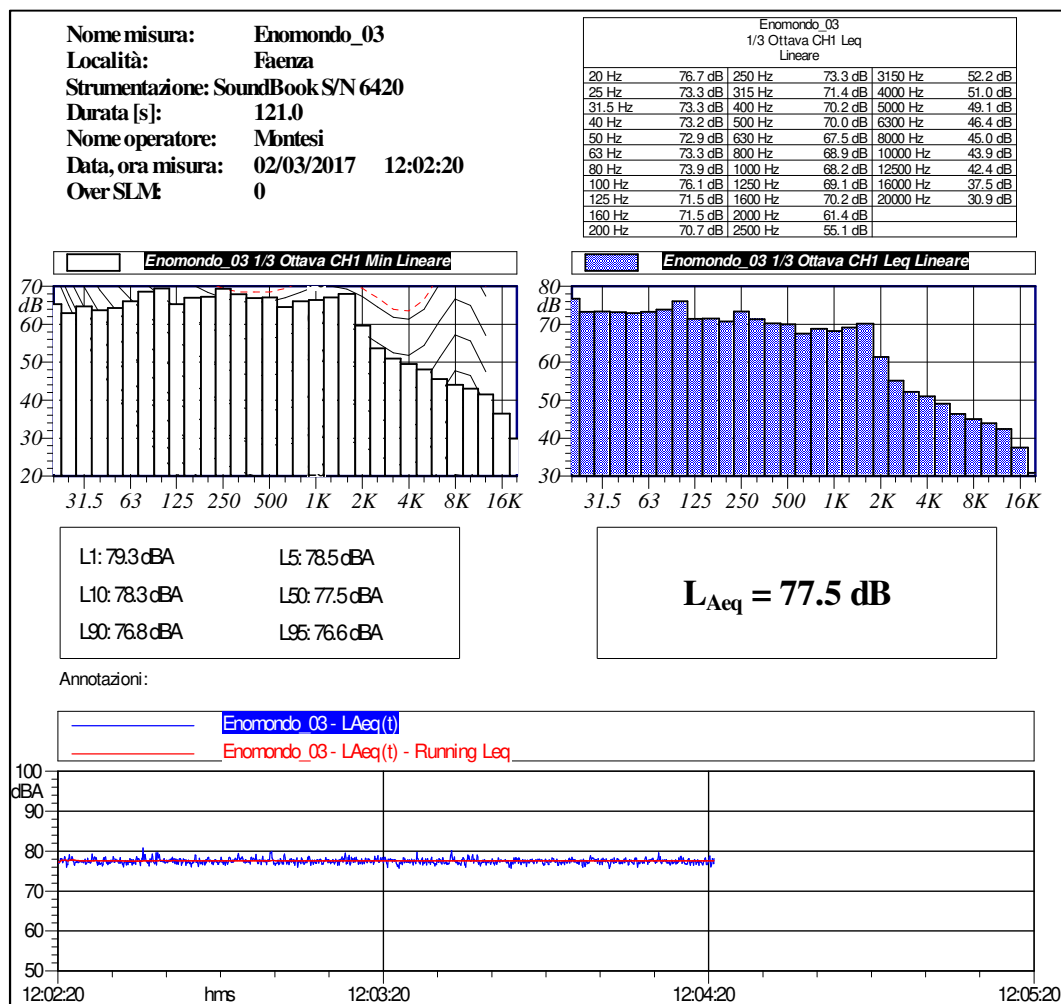 Nome misura: Enomondo_03
Località: Faenza
Strumentazione: SoundBook S/N 6420
Durata [s]: 121.0
Nome operatore: Montesi
Data, ora misura: 02/03/2017 12:02:20
Over SLM: 0
Enomondo_03
1/3 Ottava CH1 Leq
Lineare
20 Hz 76.7 dB 250 Hz 73.3 dB 3150 Hz 52.2 dB
25 Hz 73.3 dB 315 Hz 71.4 dB 4000 Hz 51.0 dB
31.5 Hz 73.3 dB 400 Hz 70.2 dB 5000 Hz 49.1 dB
40 Hz 73.2 dB 500 Hz 70.0 dB 6300 Hz 46.4 dB
50 Hz 72.9 dB 630 Hz 67.5 dB 8000 Hz 45.0 dB
63 Hz 73.3 dB 800 Hz 68.9 dB 10000 Hz 43.9 dB
80 Hz 73.9 dB 1000 Hz 68.2 dB 12500 Hz 42.4 dB
100 Hz 76.1 dB 1250 Hz 69.1 dB 16000 Hz 37.5 dB
125 Hz 71.5 dB 1600 Hz 70.2 dB 20000 Hz 30.9 dB
160 Hz 71.5 dB 2000 Hz 61.4 dB
200 Hz 70.7 dB 2500 Hz 55.1 dB
Enomondo_03 1/3 Ottava CH1 Min Lineare
70
dB
60
50
40
30
20
31.5 63 125 250 500 1K 2K 4K 8K 16K
Enomondo_03 1/3 Ottava CH1 Leq Lineare
80
dB
70
60
50
40
30
31.5 63 125 250 500 1K 2K 4K 8K 16K
L1: 79.3 dBA L5: 78.5 dBA
L10: 78.3 dBA L50: 77.5 dBA
L90: 76.8 dBA L95: 76.6 dBA
LAeq = 77.5 dB
Annotazioni:
Enomondo_03 - LAeq(t)
Enomondo_03 - LAeq(t) - Running Leq
100
dBA
90
80
70
60
50
12:02:20 hms 12:03:20 12:04:20 12:05:20